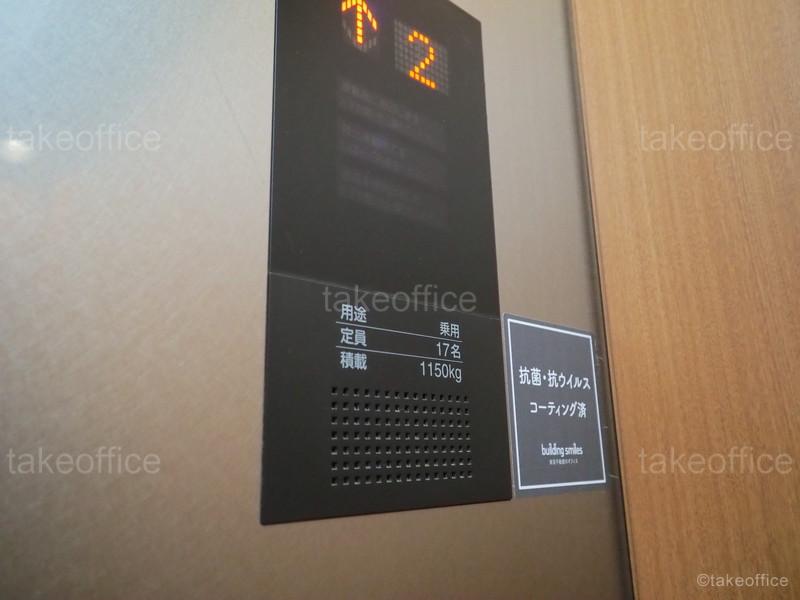 ↑ 2
用途 乗用
定員 17名
積載 1150kg
抗菌・抗ウイルス
コーティング済
building smiles
takeoffice
takeoffice
takeoffice
takeoffice
takeoffice
©takeoffice